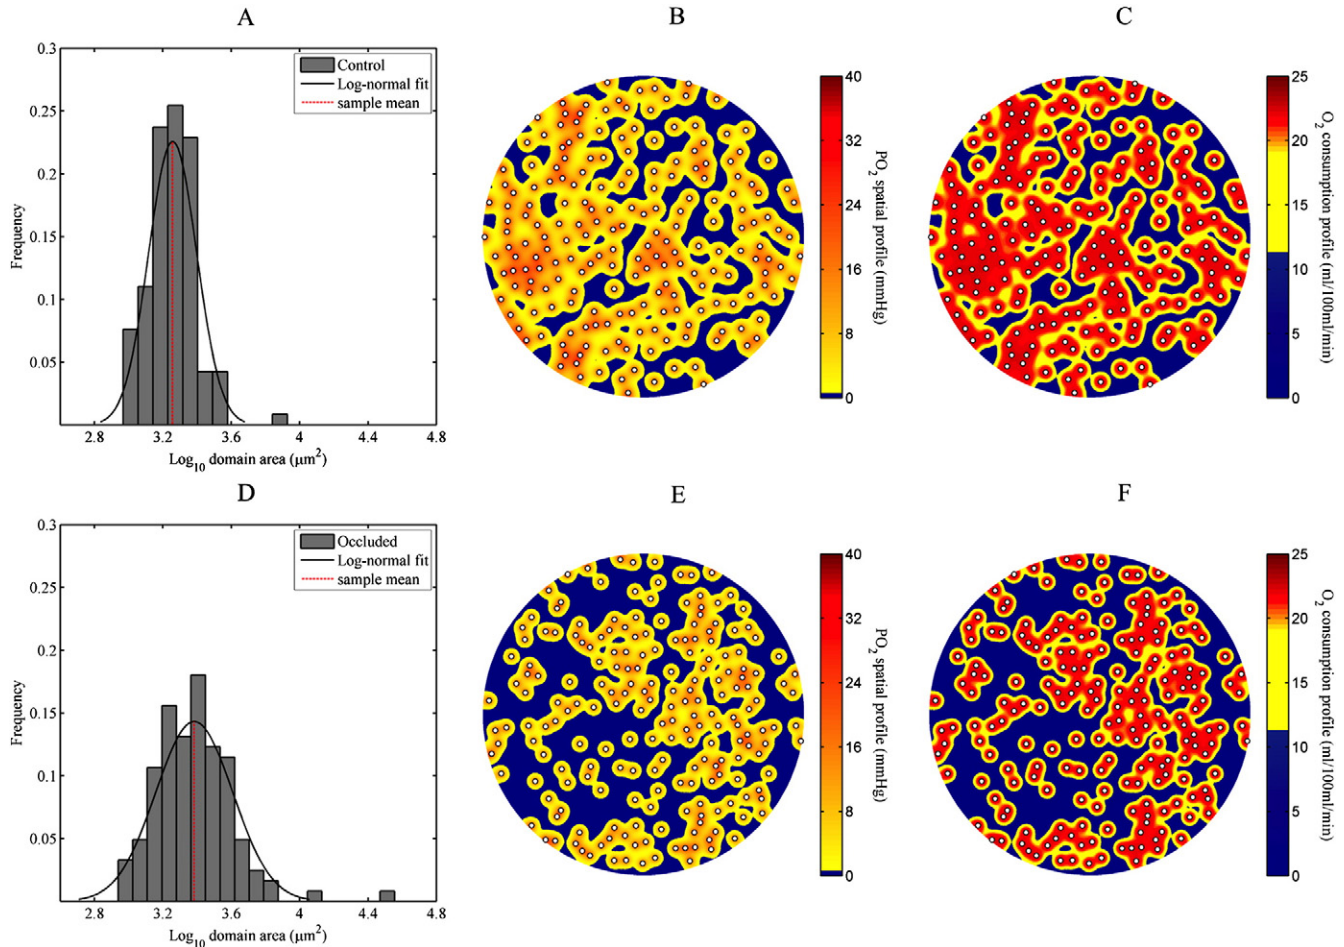 A
B
C
0.3
0.25
0.2
0.15
0.1
0.05
Frequency
Control
Log-normal fit
sample mean
2.8 3.2 3.6 4 4.4 4.8
Log10 domain area (μm2)
40
32
24
16
8
0
PO2 spatial profile (mmHg)
25
20
15
10
5
0
O2 consumption profile (ml/100ml/min)
D
E
F
0.3
0.25
0.2
0.15
0.1
0.05
Frequency
Occluded
Log-normal fit
sample mean
2.8 3.2 3.6 4 4.4 4.8
Log10 domain area (μm2)
40
32
24
16
8
0
PO2 spatial profile (mmHg)
25
20
15
10
5
0
O2 consumption profile (ml/100ml/min)